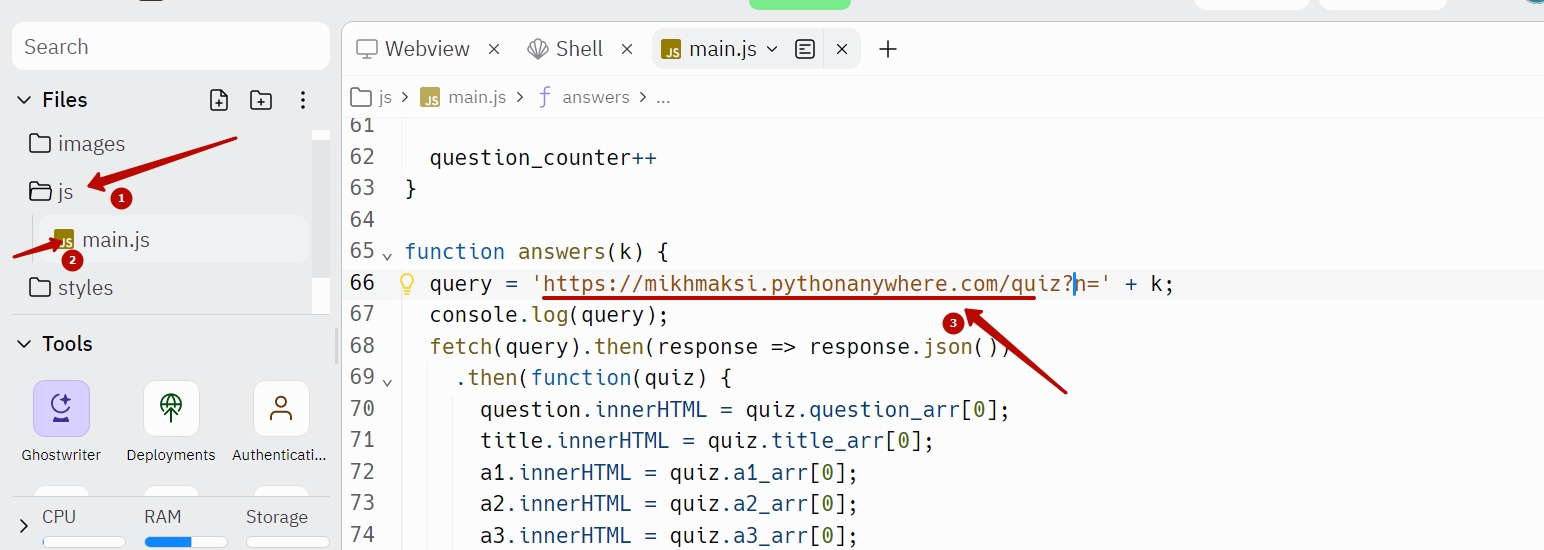 Search
Files
images
js
1
JS main.js
2
styles
Tools
Ghostwriter Deployments Authenticati...
CPU RAM Storage
Webview × Shell × JS main.js × +
js > JS main.js > ƒ answers > ...
61
62 question_counter++
63 }
64
65 function answers(k) {
66 query = 'https://mikhmaksi.pythonanywhere.com/quiz?n=' + k;
67 console.log(query);
3
68 fetch(query).then(response => response.json())
69 .then(function(quiz) {
70 question.innerHTML = quiz.question_arr[0];
71 title.innerHTML = quiz.title_arr[0];
72 a1.innerHTML = quiz.a1_arr[0];
73 a2.innerHTML = quiz.a2_arr[0];
74 a3.innerHTML = quiz.a3_arr[0];